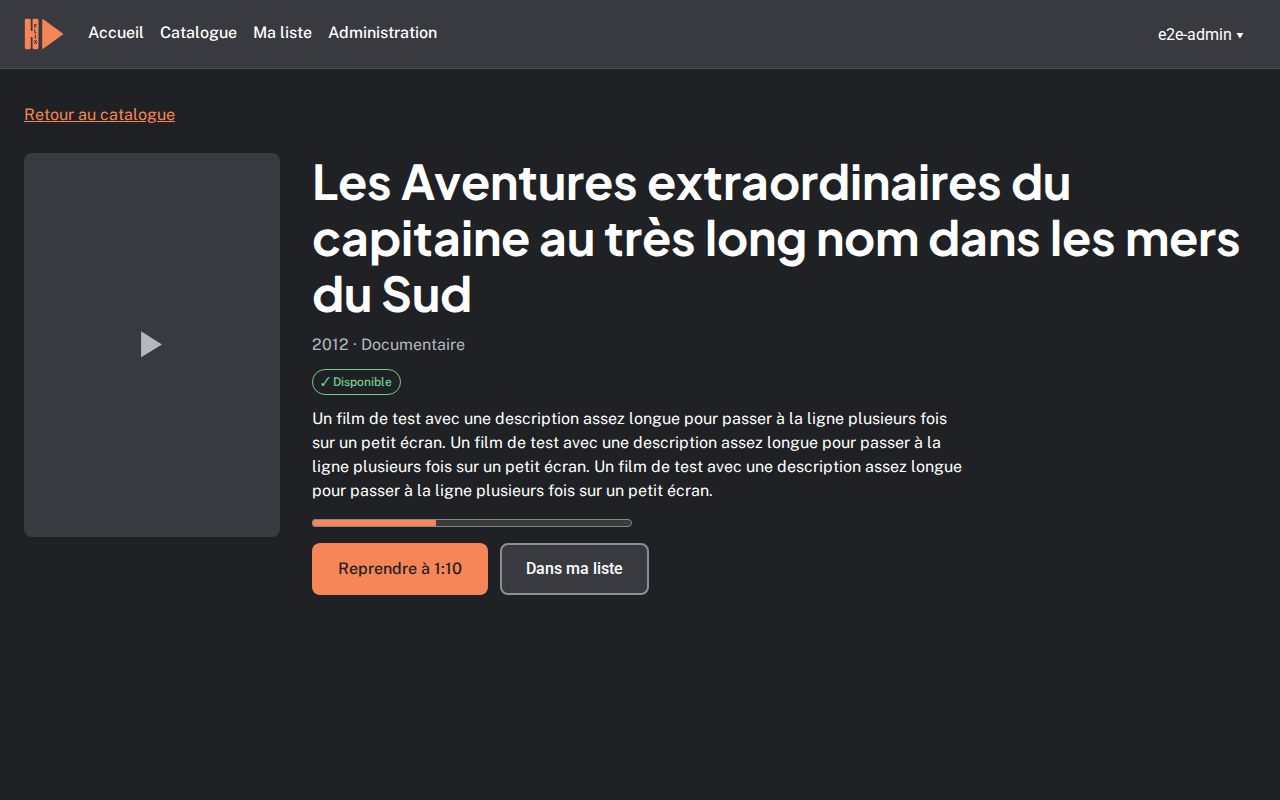 Accueil Catalogue Ma liste Administration e2e-admin ▾
Retour au catalogue
Les Aventures extraordinaires du
capitaine au très long nom dans les mers
du Sud
2012 · Documentaire
✓ Disponible
Un film de test avec une description assez longue pour passer à la ligne plusieurs fois
sur un petit écran. Un film de test avec une description assez longue pour passer à la
ligne plusieurs fois sur un petit écran. Un film de test avec une description assez longue
pour passer à la ligne plusieurs fois sur un petit écran.
Reprendre à 1:10
Dans ma liste